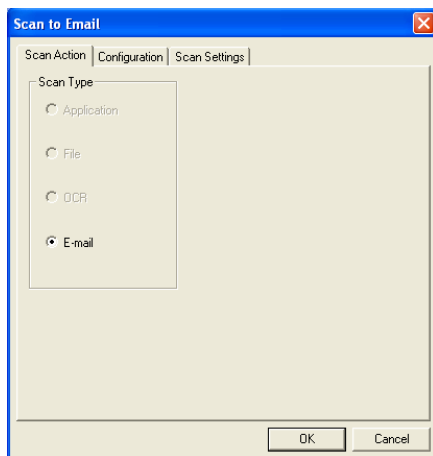 Scan to Email
Scan Action Configuration Scan Settings
Scan Type
Application
File
OCR
E-mail
OK Cancel